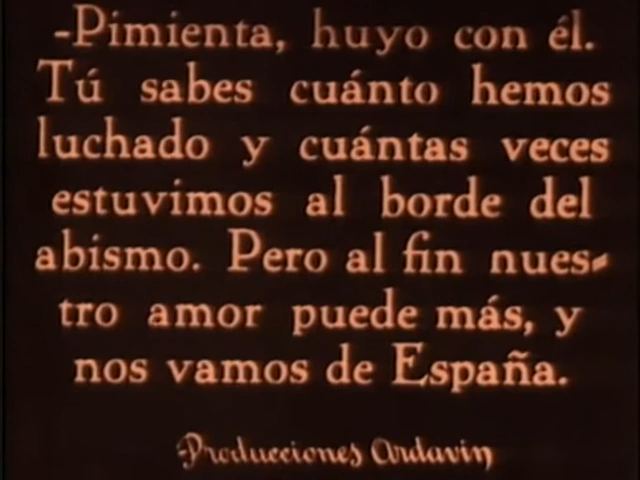 -Pimienta, huyo con él.
Tú sabes cuánto hemos
luchado y cuántas veces
estuvimos al borde del
abismo. Pero al fin nues-
tro amor puede más, y
nos vamos de España.
Producciones Ardavin